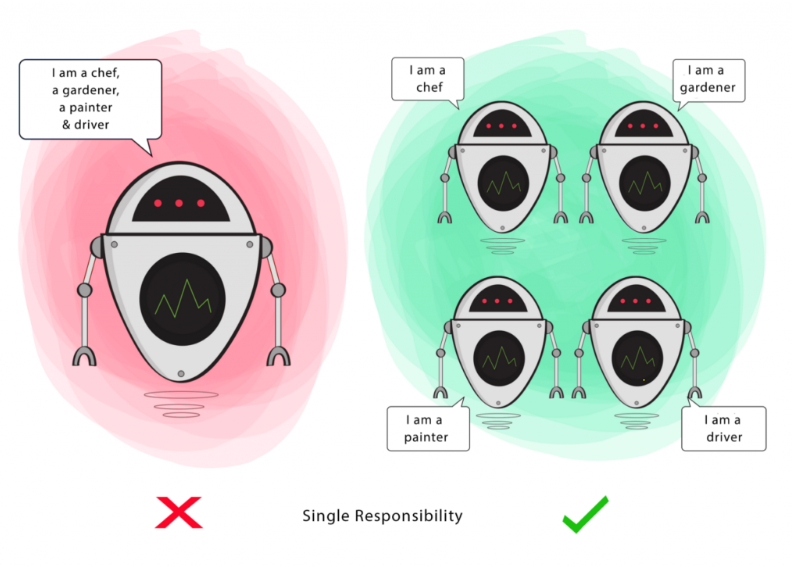 I am a chef,
a gardener,
a painter
& driver
I am a
chef
I am a
gardener
I am a
painter
I am a
driver
Single Responsibility